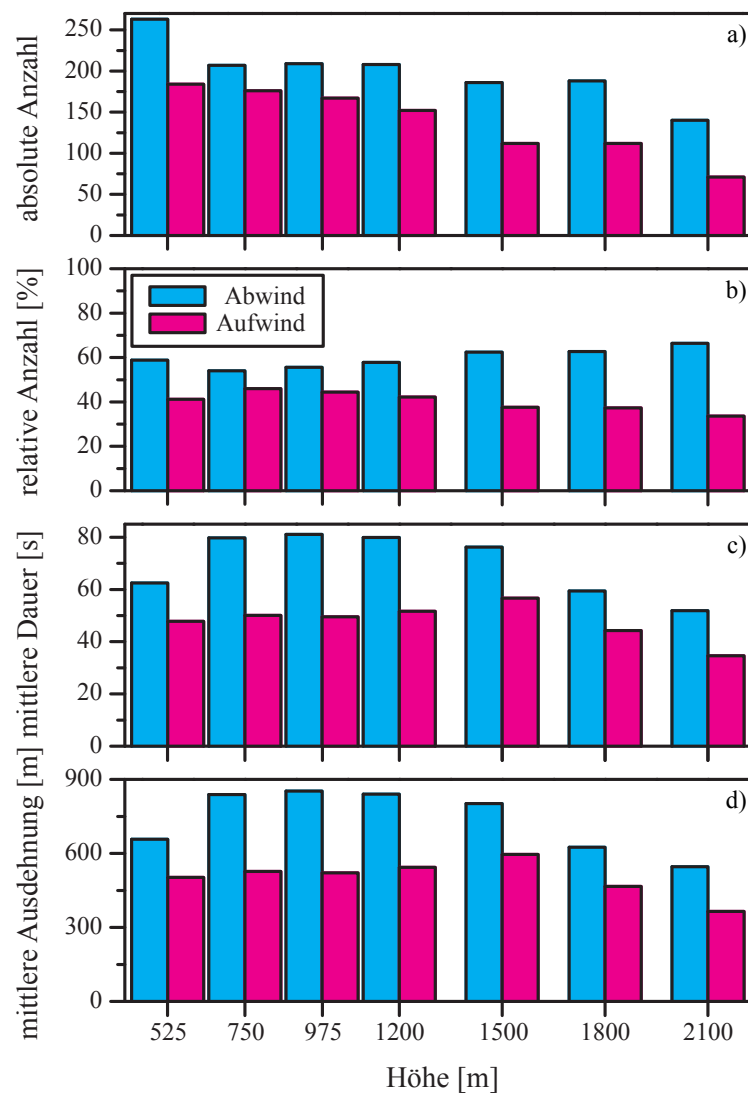 absolute Anzahl
250
200
150
100
50
0
a)
relative Anzahl [%]
100
80
60
40
20
0
Abwind
Aufwind
b)
mittlere Dauer [s]
80
60
40
20
0
c)
mittlere Ausdehnung [m]
900
600
300
0
d)
525 750 975 1200 1500 1800 2100
Höhe [m]